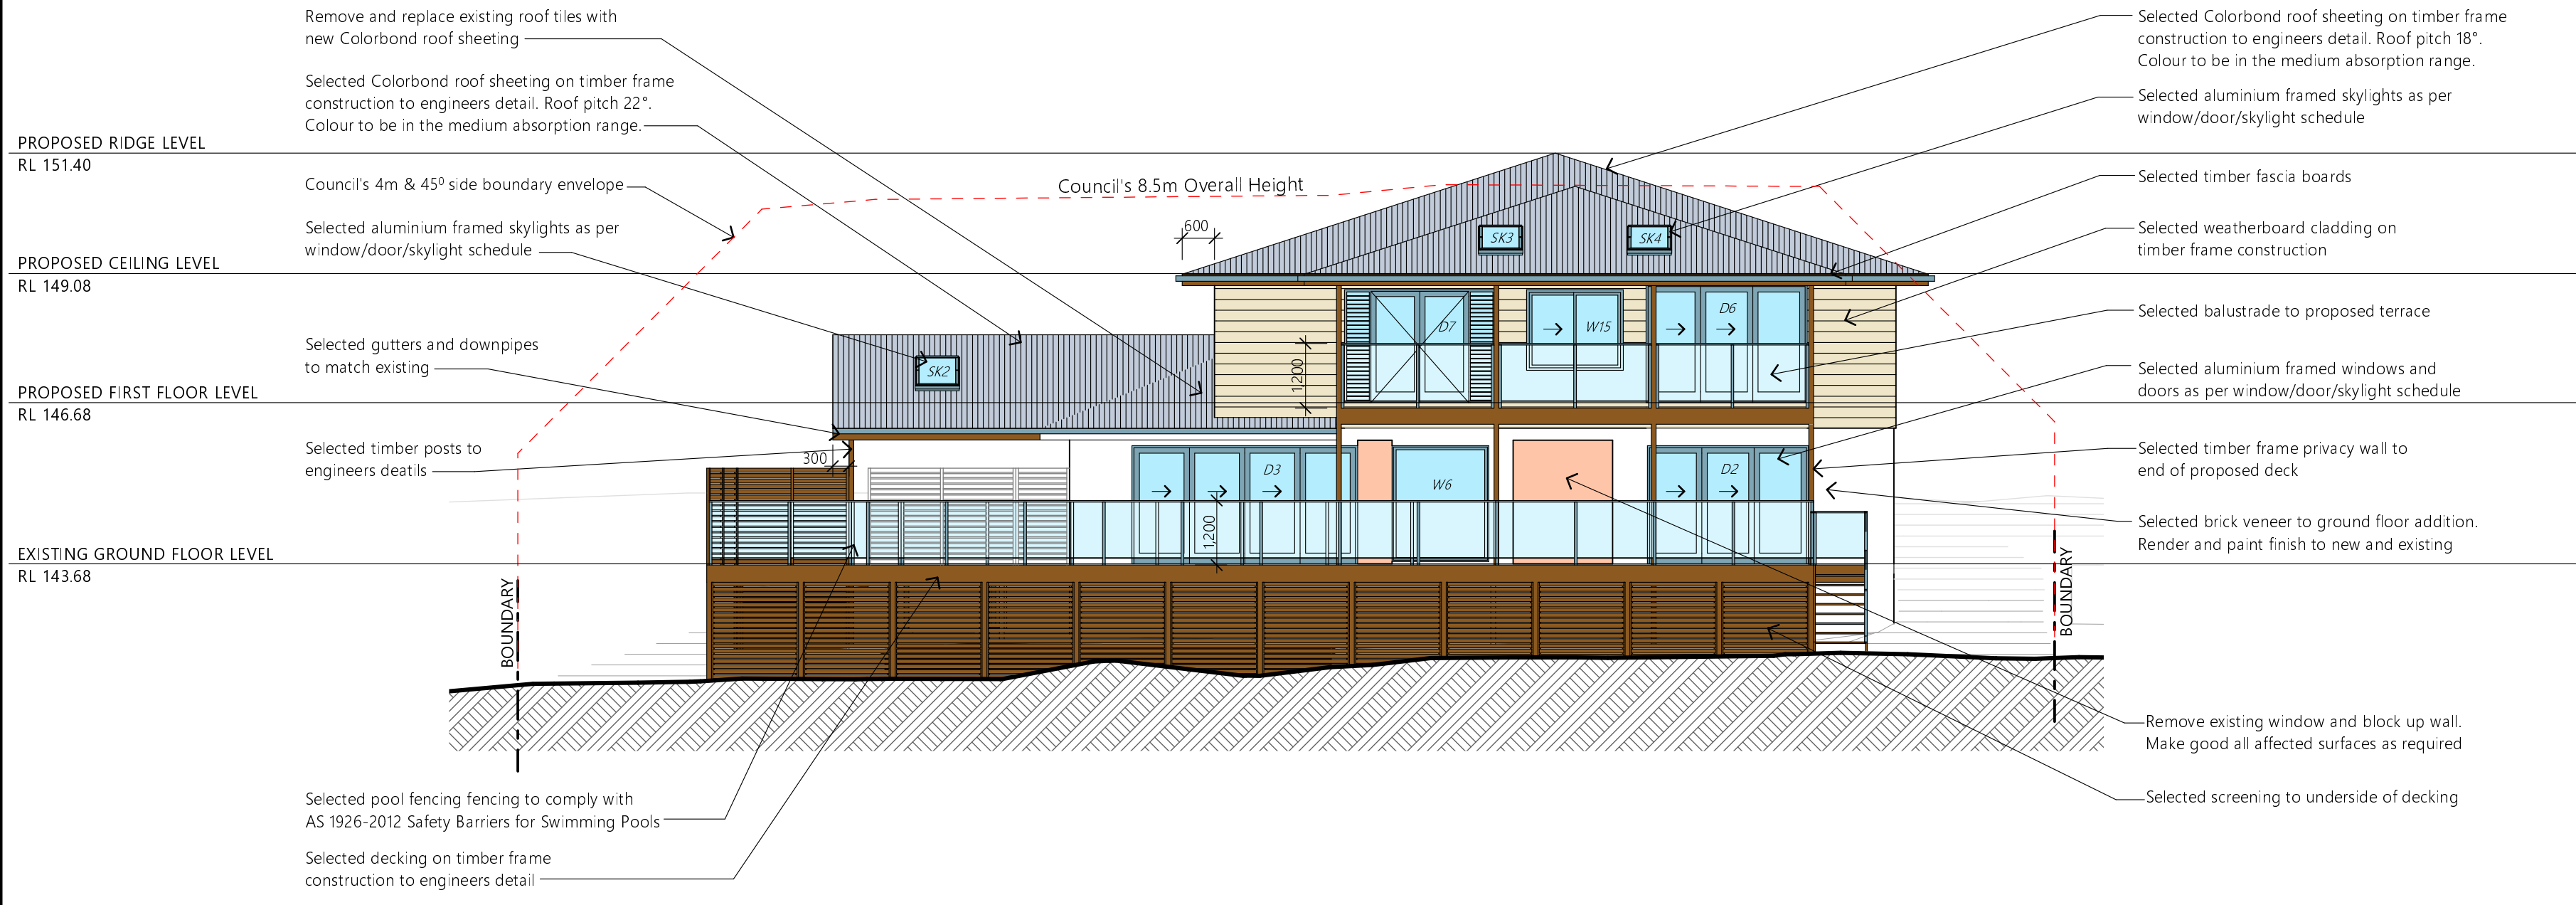 Remove and replace existing roof tiles with
new Colorbond roof sheeting
Selected Colorbond roof sheeting on timber frame
construction to engineers detail. Roof pitch 22°.
Colour to be in the medium absorption range.
PROPOSED RIDGE LEVEL
RL 151.40
Council's 4m & 45⁰ side boundary envelope
Selected aluminium framed skylights as per
window/door/skylight schedule
PROPOSED CEILING LEVEL
RL 149.08
Selected gutters and downpipes
to match existing
PROPOSED FIRST FLOOR LEVEL
RL 146.68
Selected timber posts to
engineers deatils
EXISTING GROUND FLOOR LEVEL
RL 143.68
BOUNDARY
Selected pool fencing fencing to comply with
AS 1926-2012 Safety Barriers for Swimming Pools
Selected decking on timber frame
construction to engineers detail
Council's 8.5m Overall Height
600
SK3
SK4
SK2
D7
W15
D6
1,200
300
D3
W6
D2
1,200
Selected Colorbond roof sheeting on timber frame
construction to engineers detail. Roof pitch 18°.
Colour to be in the medium absorption range.
Selected aluminium framed skylights as per
window/door/skylight schedule
Selected timber fascia boards
Selected weatherboard cladding on
timber frame construction
Selected balustrade to proposed terrace
Selected aluminium framed windows and
doors as per window/door/skylight schedule
Selected timber frame privacy wall to
end of proposed deck
Selected brick veneer to ground floor addition.
Render and paint finish to new and existing
BOUNDARY
Remove existing window and block up wall.
Make good all affected surfaces as required
Selected screening to underside of decking